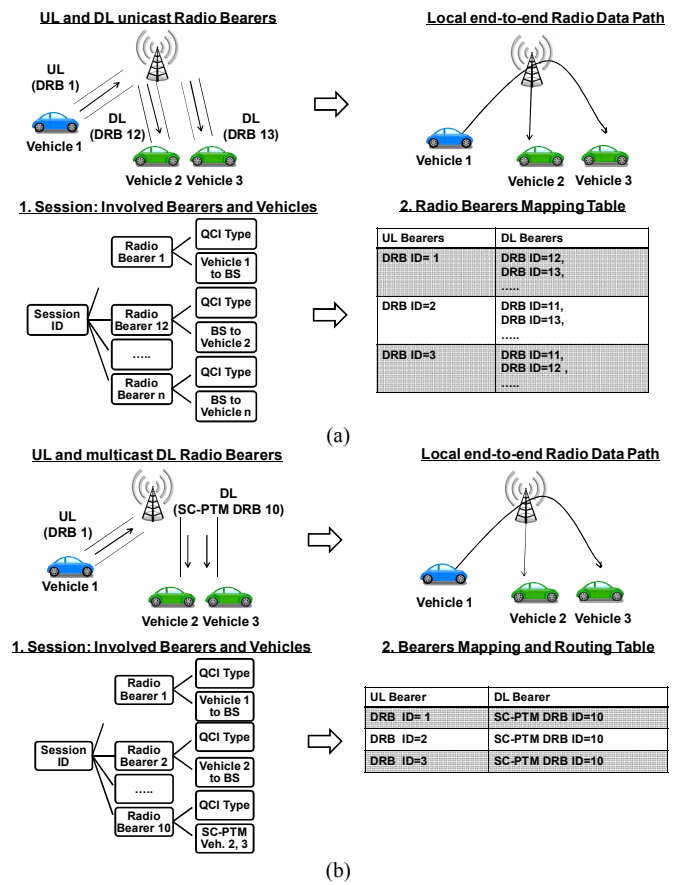 UL and DL unicast Radio Bearers
Local end-to-end Radio Data Path
UL
(DRB 1)
DL
(DRB 12)
DL
(DRB 13)
Vehicle 1
Vehicle 2 Vehicle 3
Vehicle 1
Vehicle 2
Vehicle 3
1. Session: Involved Bearers and Vehicles
2. Radio Bearers Mapping Table
Session
ID
Radio
Bearer 1
QCI Type
Vehicle 1
to BS
Radio
Bearer 12
QCI Type
BS to
Vehicle 2
.....
Radio
Bearer n
QCI Type
BS to
Vehicle n
UL Bearers DL Bearers
DRB ID= 1 DRB ID=12,
DRB ID=13,
.....
DRB ID=2 DRB ID=11,
DRB ID=13,
.....
DRB ID=3 DRB ID=11,
DRB ID=12 ,
.....
(a)
UL and multicast DL Radio Bearers
Local end-to-end Radio Data Path
UL
(DRB 1)
DL
(SC-PTM DRB 10)
Vehicle 1
Vehicle 2 Vehicle 3
Vehicle 1
Vehicle 2 Vehicle 3
1. Session: Involved Bearers and Vehicles
2. Bearers Mapping and Routing Table
Session
ID
Radio
Bearer 1
QCI Type
Vehicle 1
to BS
Radio
Bearer 2
QCI Type
Vehicle 2
to BS
.....
Radio
Bearer 10
QCI Type
SC-PTM
Veh. 2, 3
UL Bearer DL Bearer
DRB ID= 1 SC-PTM DRB ID=10
DRB ID=2 SC-PTM DRB ID=10
DRB ID=3 SC-PTM DRB ID=10
(b)